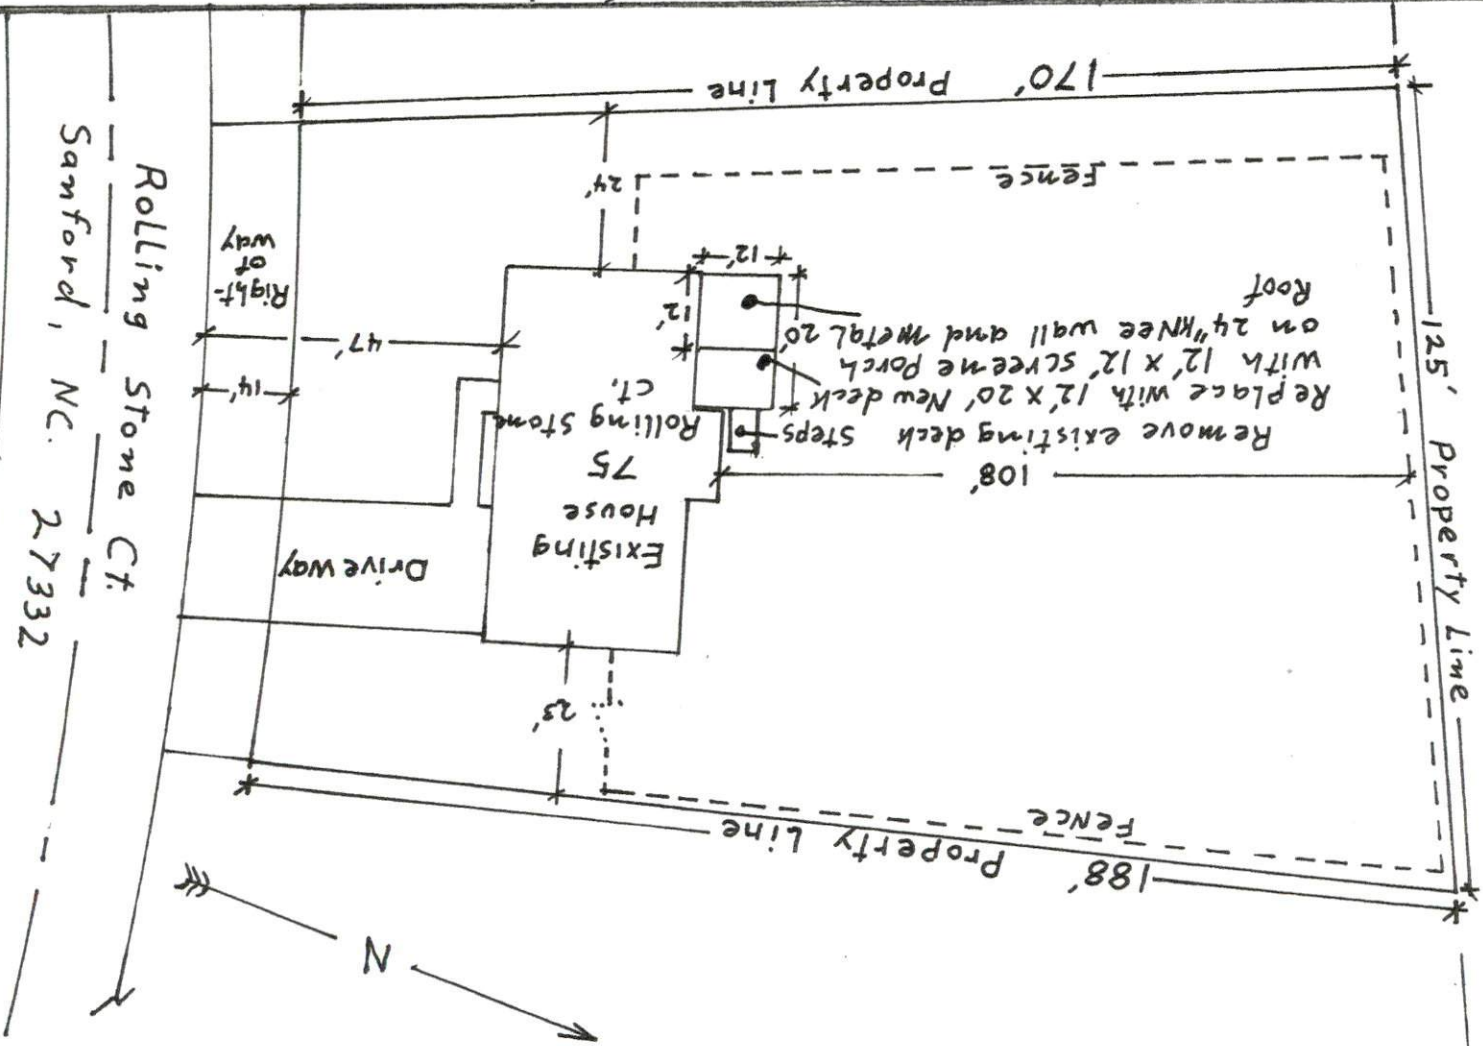 170' Property Line
Fence
24'
12'
12'
20'
Remove existing deck
Replace with 12' x 20' New deck
with 12' x 12' screene Porch
on 24" kNee wall and metal
Roof
Steps
108'
125' Property Line
Existing
House
75
Rolling Stone
Ct.
47'
14'
Right-
of
way
Driveway
23'
FeNce
188' Property Line
Rolling Stone Ct.
Sanford, NC. 27332
N